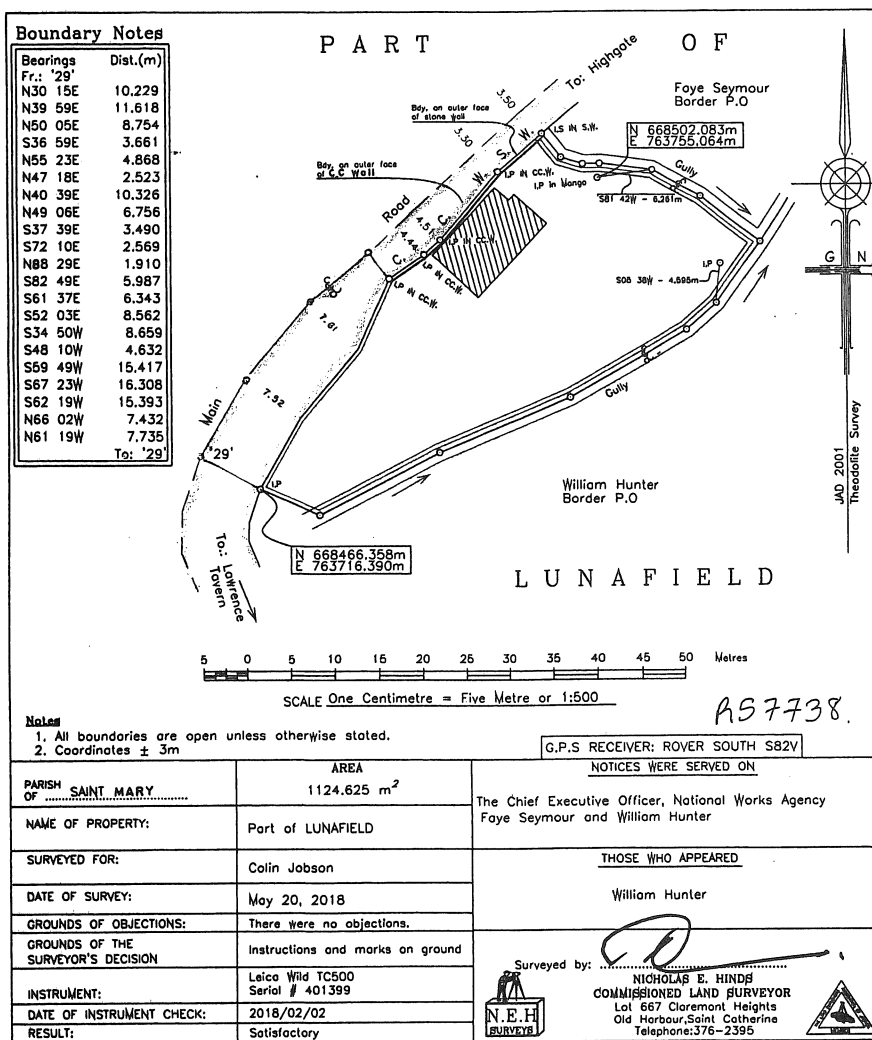 Boundary Notes
Bearings Dist.(m)
Fr.: '29'
N30 15E 10.229
N39 59E 11.618
N50 05E 8.754
S36 59E 3.661
N55 23E 4.868
N47 18E 2.523
N40 39E 10.326
N49 06E 6.756
S37 39E 3.490
S72 10E 2.569
N88 29E 1.910
S82 49E 5.987
S61 37E 6.343
S52 03E 8.562
S34 50W 8.659
S48 10W 4.632
S59 49W 15.417
S67 23W 16.308
S62 19W 15.393
N66 02W 7.432
N61 19W 7.735
To: '29'
PART OF
To: Highgate
3.50
3.30
Faye Seymour
Border P.O
Bdy, on outer face
of stone wall
I.S IN S.W.
N 668502.083m
E 763755.064m
S. W.
Bdy, on outer face
of C.C Wall
I.P IN CC.W.
I.P in Mango
Gully
S81 42W - 6.261m
Road
4.51
4.44
C. C. W.
I.P IN CC.W.
I.P IN CC.W.
I.P IN CC.W.
I.P
S08 38W - 4.595m
G N
7.61
7.52
Main
'29'
I.P
Gully
William Hunter
Border P.O
JAD 2001
Theodolite Survey
To: Lawrence
Tavern
N 668466.358m
E 763716.390m
LUNAFIELD
5 0 5 10 15 20 25 30 35 40 45 50 Metres
SCALE One Centimetre = Five Metre or 1:500
RS7738.
Notes
1. All boundaries are open unless otherwise stated.
2. Coordinates ± 3m
G.P.S RECEIVER: ROVER SOUTH S82V
PARISH OF SAINT MARY
AREA
1124.625 m²
NOTICES WERE SERVED ON
The Chief Executive Officer, National Works Agency
Faye Seymour and William Hunter
NAME OF PROPERTY: Part of LUNAFIELD
SURVEYED FOR: Colin Jobson
THOSE WHO APPEARED
William Hunter
DATE OF SURVEY: May 20, 2018
GROUNDS OF OBJECTIONS: There were no objections.
GROUNDS OF THE
SURVEYOR'S DECISION Instructions and marks on ground
INSTRUMENT: Leica Wild TC500
Serial # 401399
DATE OF INSTRUMENT CHECK: 2018/02/02
RESULT: Satisfactory
Surveyed by:
NICHOLAS E. HINDS
COMMISSIONED LAND SURVEYOR
Lot 667 Claremont Heights
Old Harbour,Saint Catherine
Telephone:376-2395
N.E.H
SURVEYS